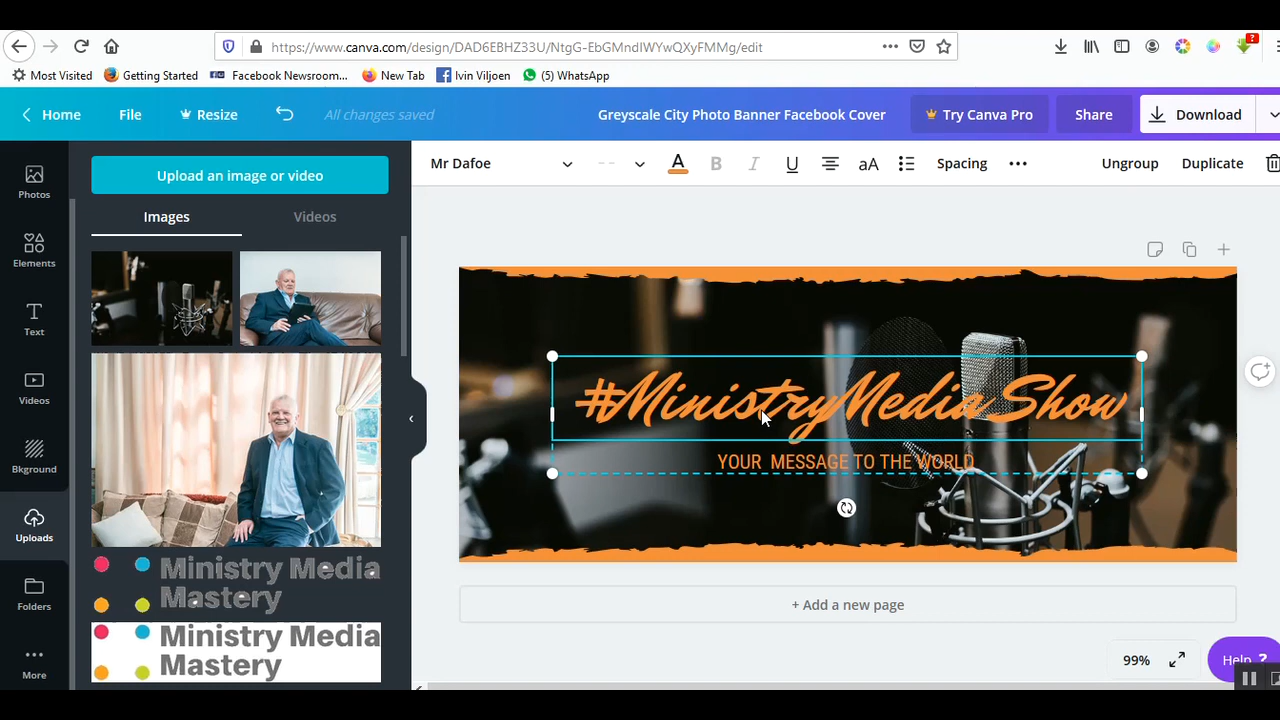 https://www.canva.com/design/DAD6EBHZ33U/NtgG-EbGMndIWYwQXyFMMg/edit
Most Visited
Getting Started
Facebook Newsroom...
New Tab
Ivin Viljoen
(5) WhatsApp
Home
File
Resize
All changes saved
Greyscale City Photo Banner Facebook Cover
Try Canva Pro
Share
Download
Photos
Elements
Text
Videos
Bkground
Uploads
Folders
More
Upload an image or video
Images
Videos
Ministry Media
Mastery
Ministry Media
Mastery
Mr Dafoe
A
B
I
U
aA
Spacing
Ungroup
Duplicate
#MinistryMediaShow
YOUR MESSAGE TO THE WORLD
+ Add a new page
99%
Help ?